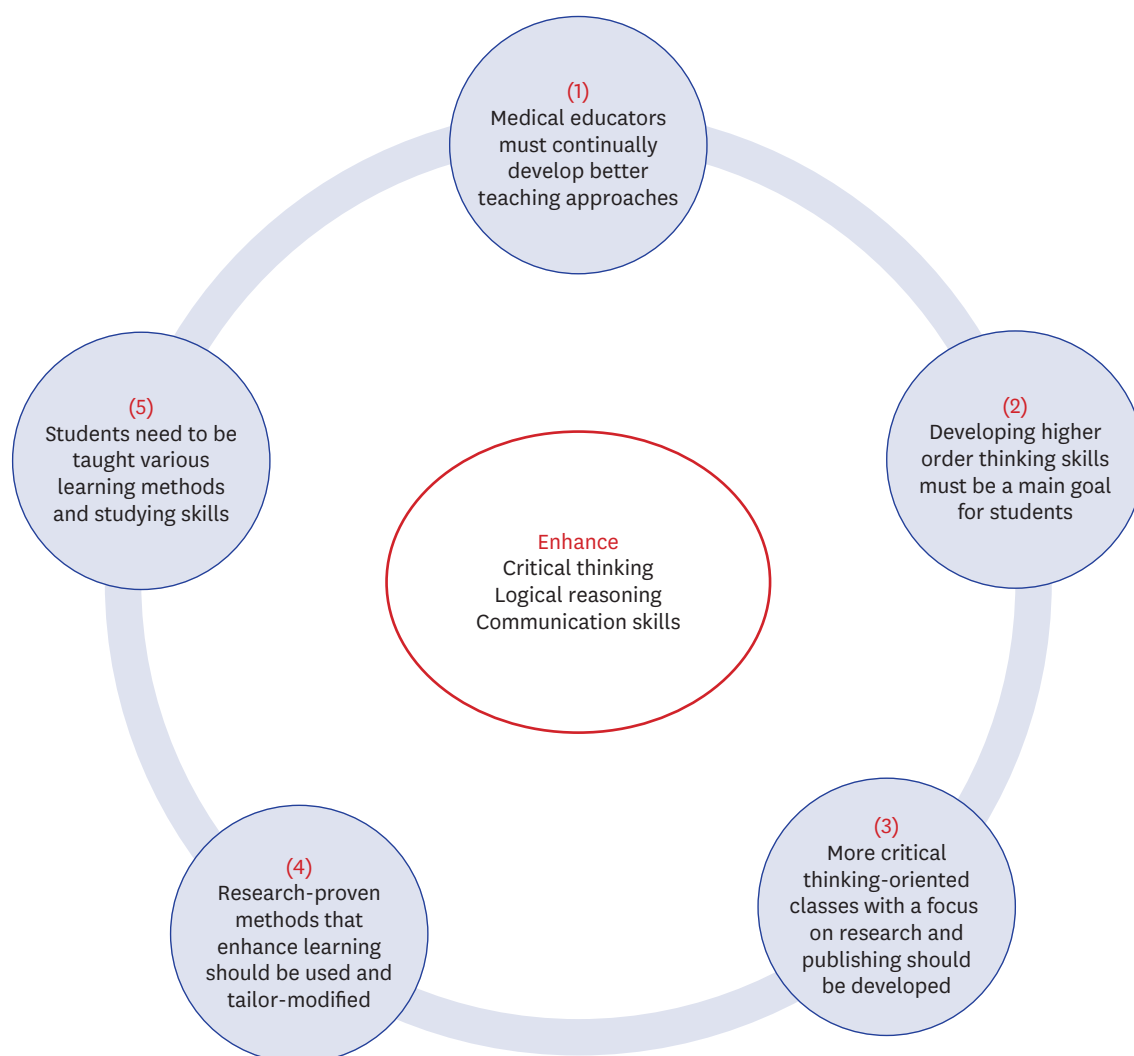 (1)
Medical educators
must continually
develop better
teaching approaches
(2)
Developing higher
order thinking skills
must be a main goal
for students
(3)
More critical
thinking-oriented
classes with a focus
on research and
publishing should
be developed
(4)
Research-proven
methods that
enhance learning
should be used and
tailor-modified
(5)
Students need to be
taught various
learning methods
and studying skills
Enhance
Critical thinking
Logical reasoning
Communication skills